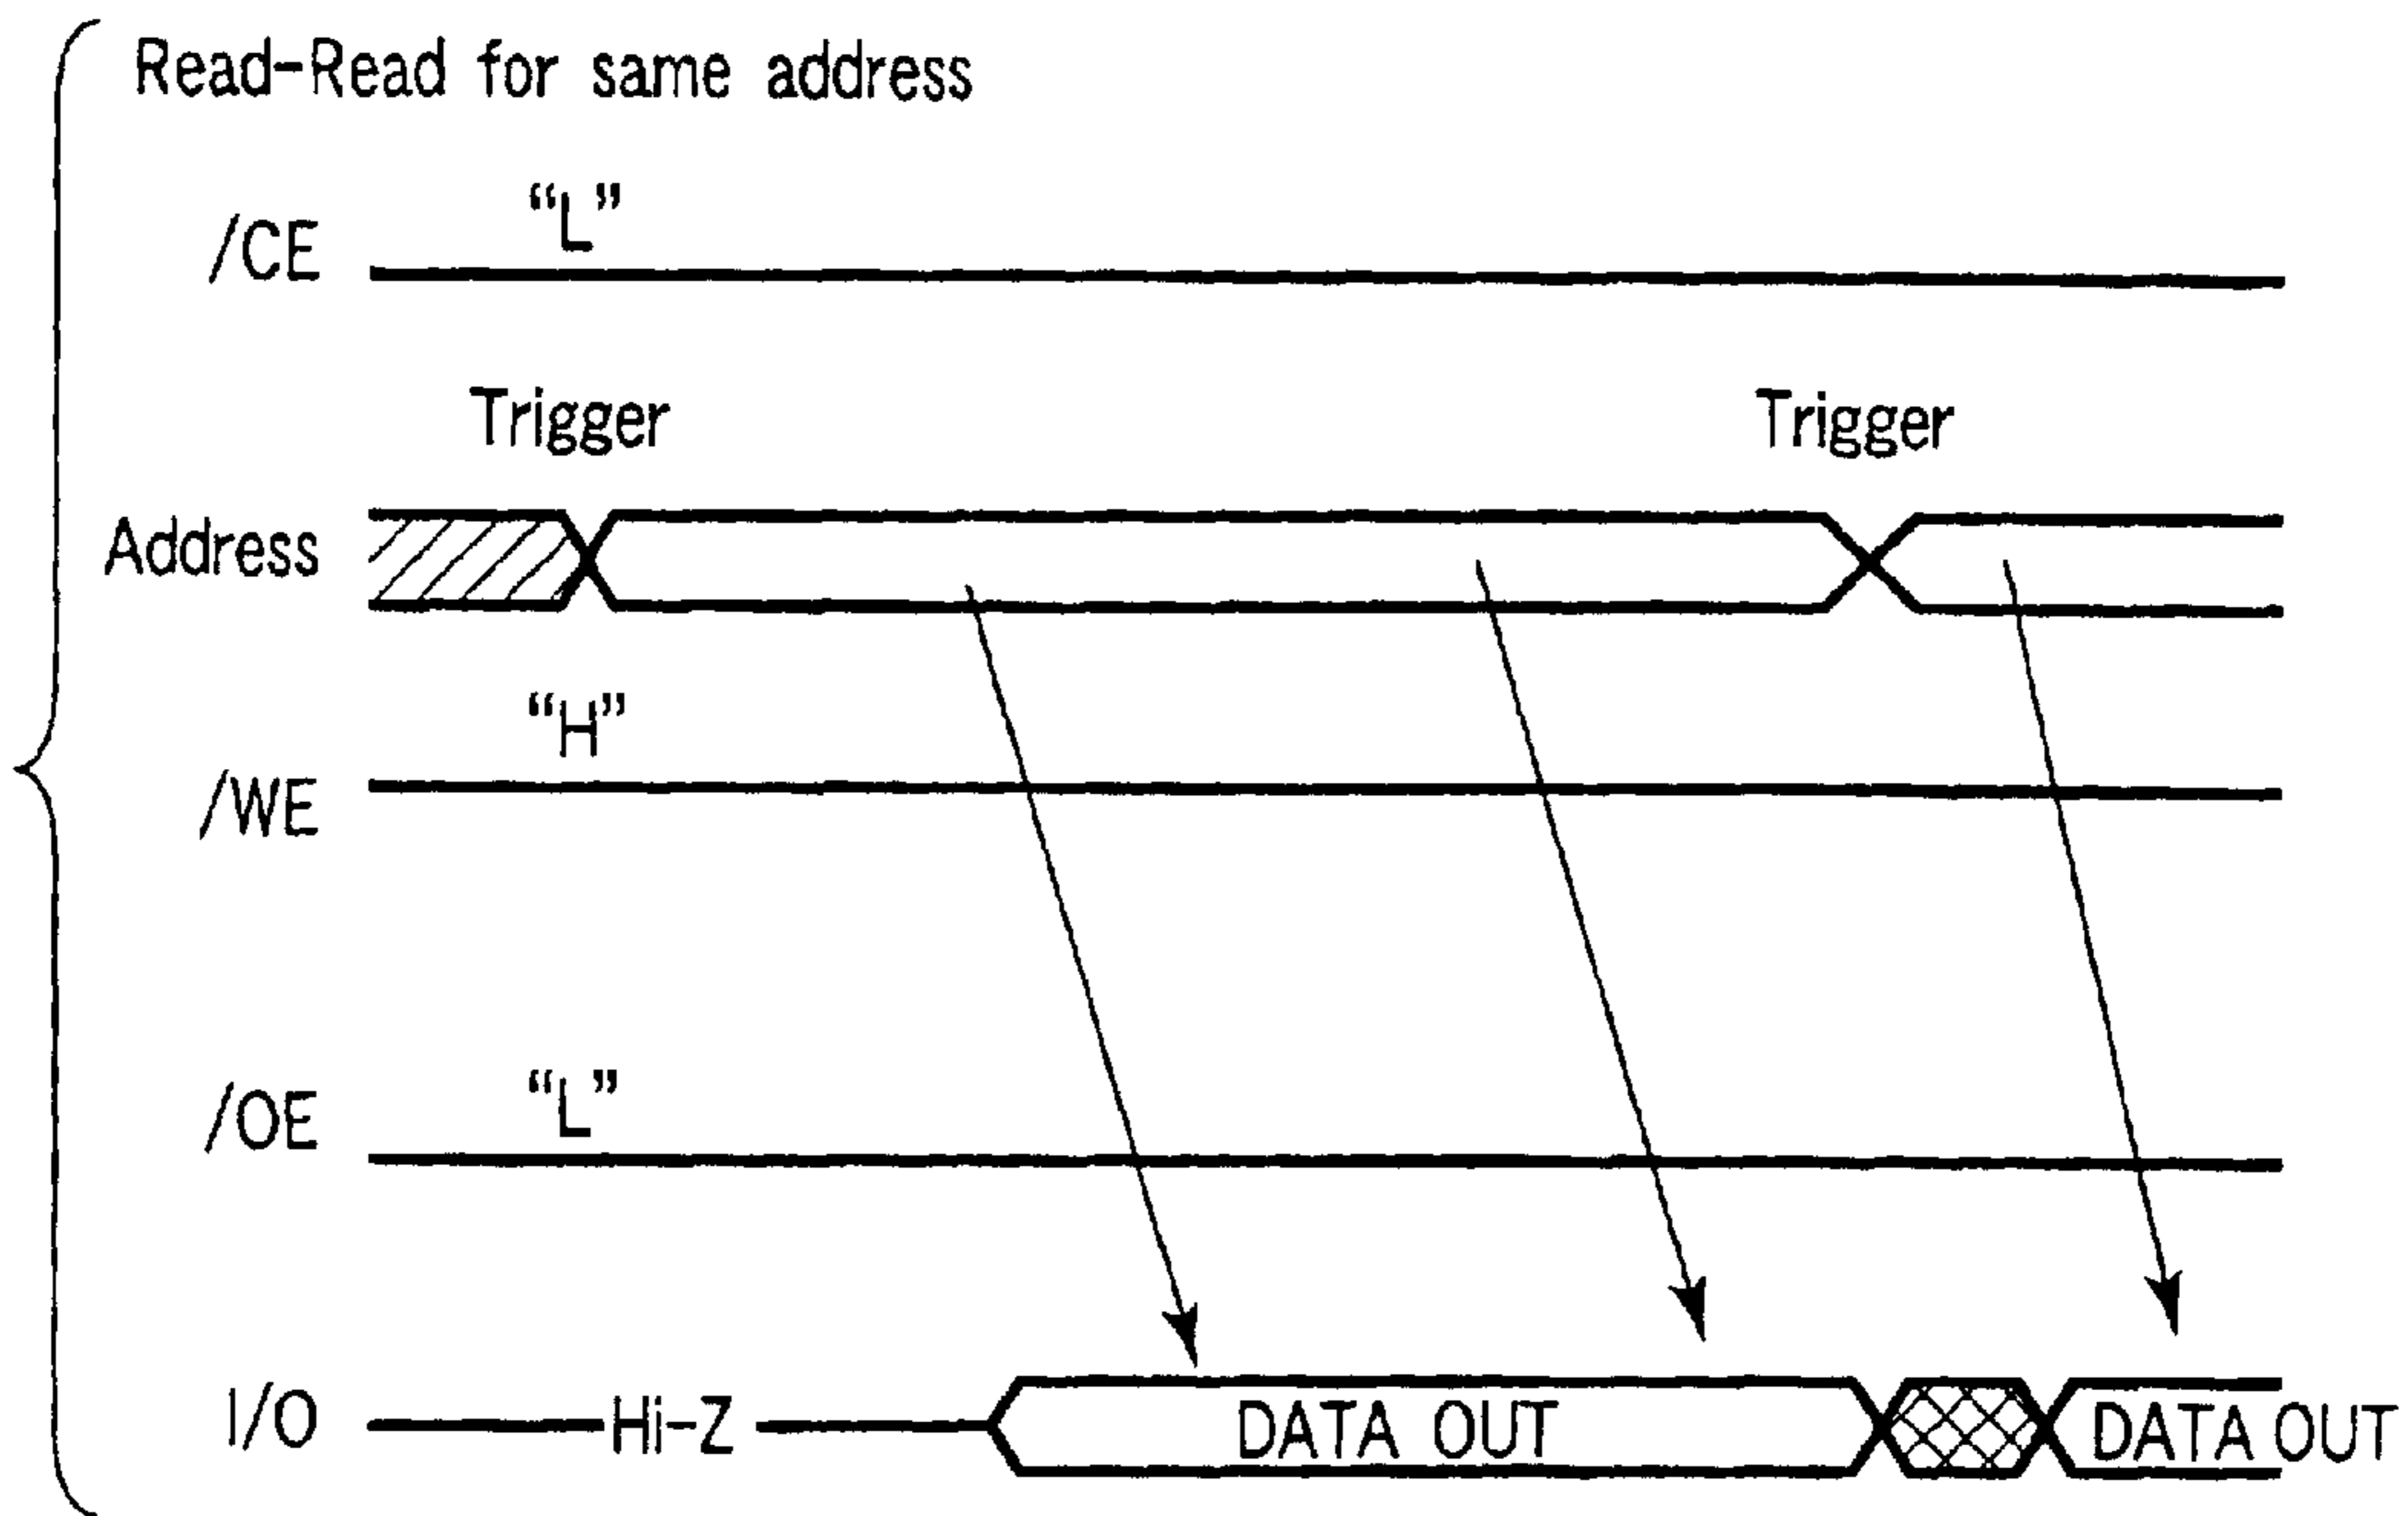 Read-Read for same address
/CE “L”
Trigger Trigger
Address
/WE “H”
/OE “L”
I/O Hi-Z DATA OUT DATA OUT